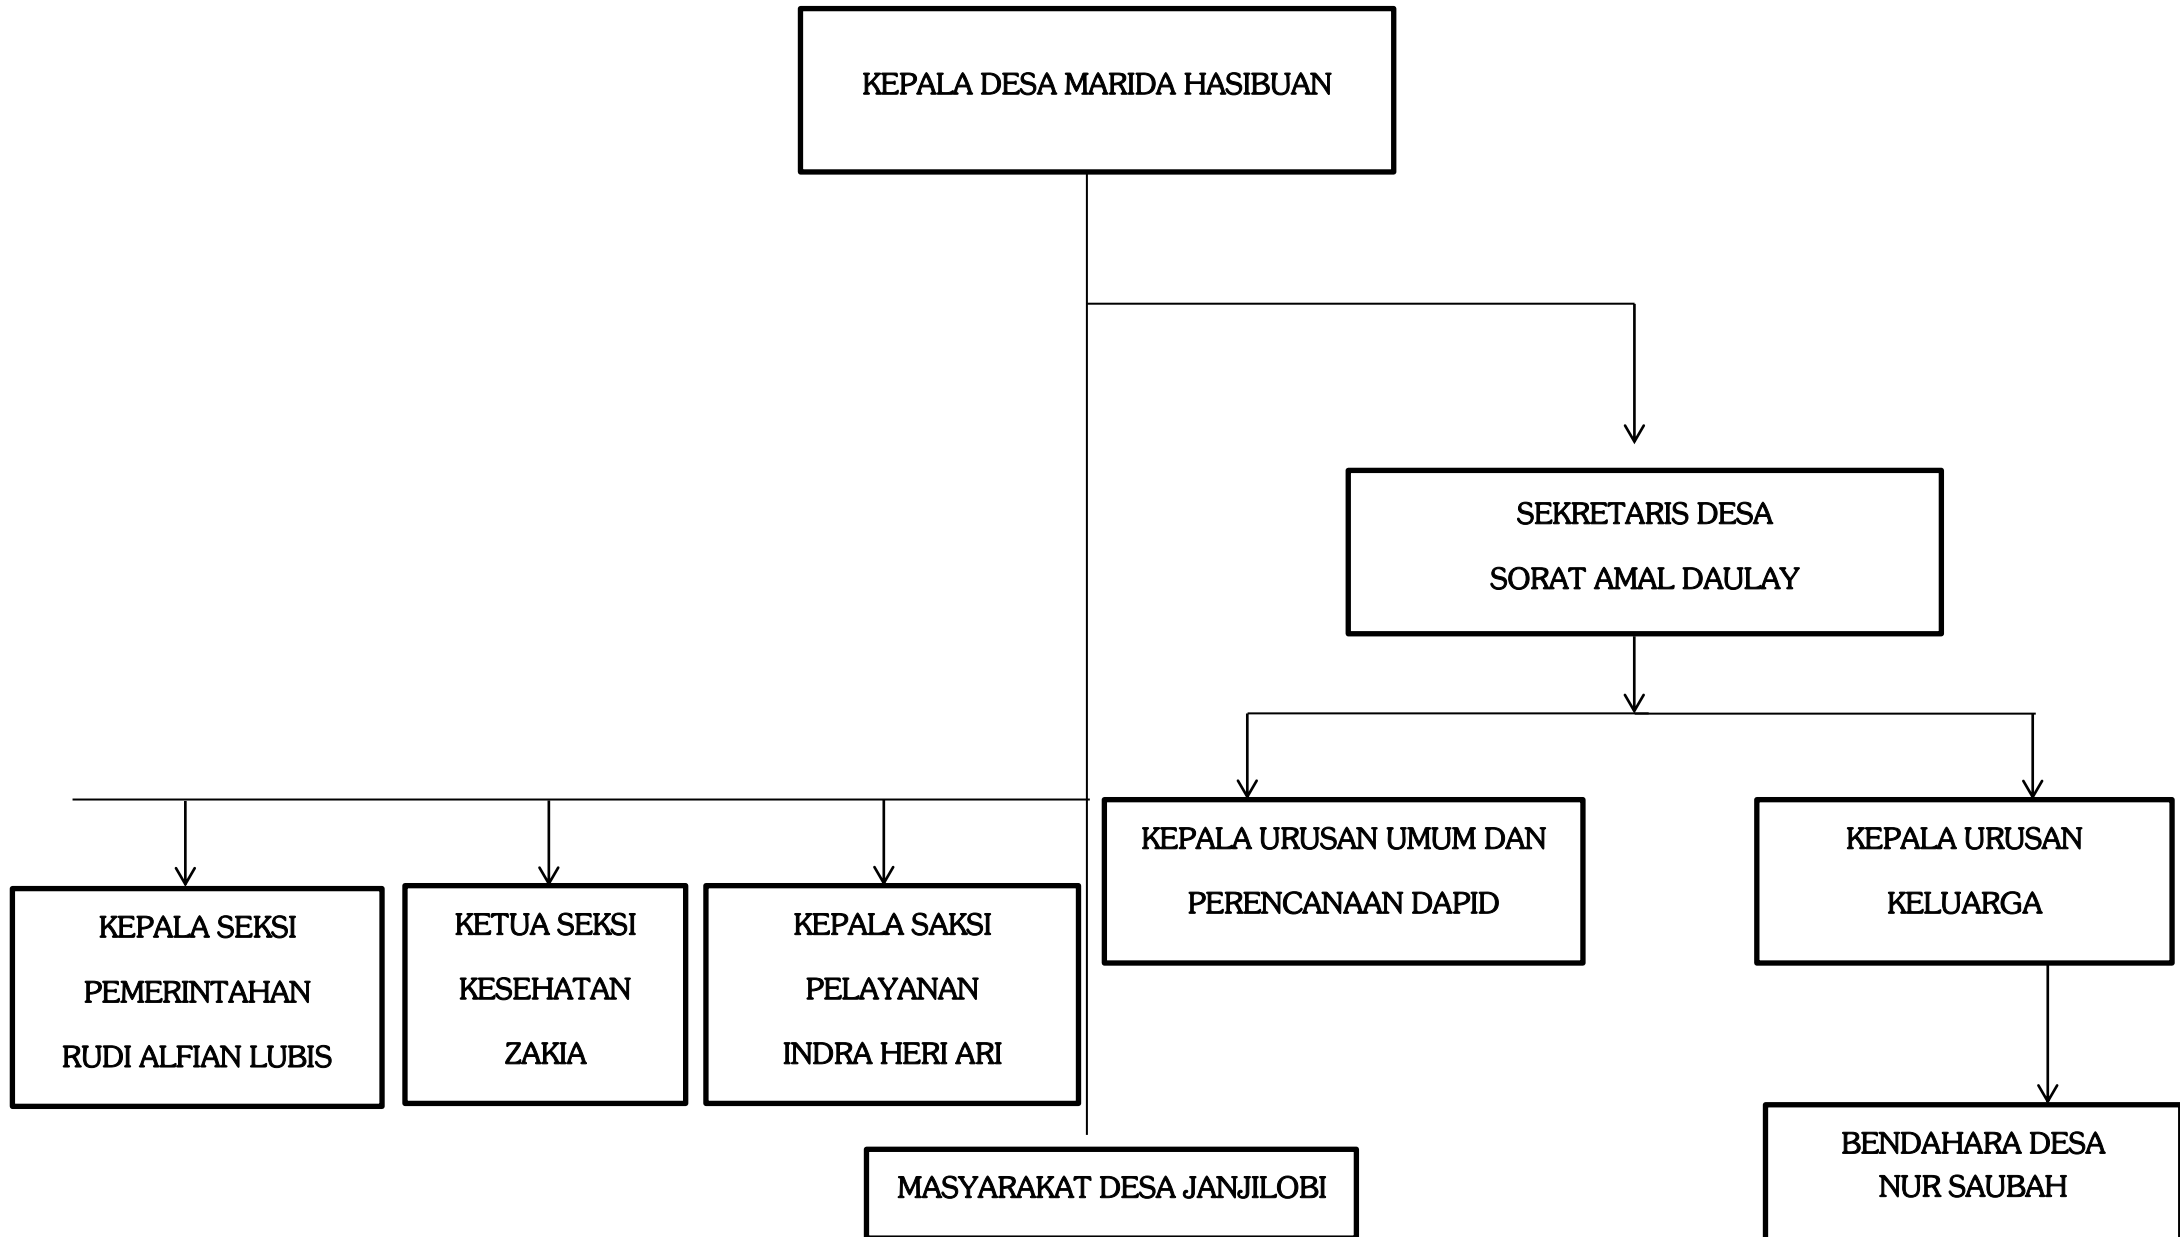 KEPALA DESA MARIDA HASIBUAN
SEKRETARIS DESA
SORAT AMAL DAULAY
KEPALA URUSAN UMUM DAN
PERENCANAAN DAPID
KEPALA URUSAN
KELUARGA
KEPALA SEKSI
PEMERINTAHAN
RUDI ALFIAN LUBIS
KETUA SEKSI
KESEHATAN
ZAKIA
KEPALA SAKSI
PELAYANAN
INDRA HERI ARI
MASYARAKAT DESA JANJILOBI
BENDAHARA DESA
NUR SAUBAH